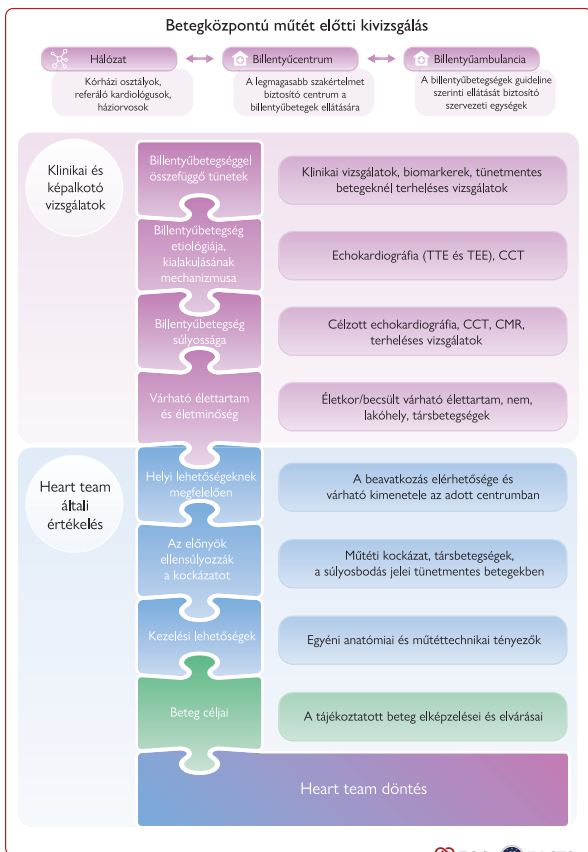 Betegközpontú műtét előtti kivizsgálás
Hálózat
Kórházi osztályok,
referáló kardiológusok,
háziorvosok
Billentyűcentrum
A legmagasabb szakértelmet
biztosító centrum a
billentyűbetegek ellátására
Billentyűambulancia
A billentyűbetegségek guideline
szerinti ellátását biztosító
szervezeti egységek
Klinikai és
képalkotó
vizsgálatok
Billentyűbetegséggel
összefüggő tünetek
Klinikai vizsgálatok, biomarkerek, tünetmentes
betegeknél terheléses vizsgálatok
Billentyűbetegség
etiológiája,
kialakulásának
mechanizmusa
Echokardiográfia (TTE és TEE), CCT
Billentyűbetegség
súlyossága
Célzott echokardiográfia, CCT, CMR,
terheléses vizsgálatok
Várható élettartam
és életminőség
Életkor/becsült várható élettartam, nem,
lakóhely, társbetegségek
Heart team
általi
értékelés
Helyi lehetőségeknek
megfelelően
A beavatkozás elérhetősége és
várható kimenetele az adott centrumban
Az előnyök
ellensúlyozzák
a kockázatot
Műtéti kockázat, társbetegségek,
a súlyosbodás jelei tünetmentes betegekben
Kezelési lehetőségek
Egyéni anatómiai és műtéttechnikai tényezők
Beteg céljai
A tájékoztatott beteg elképzelései és elvárásai
Heart team döntés